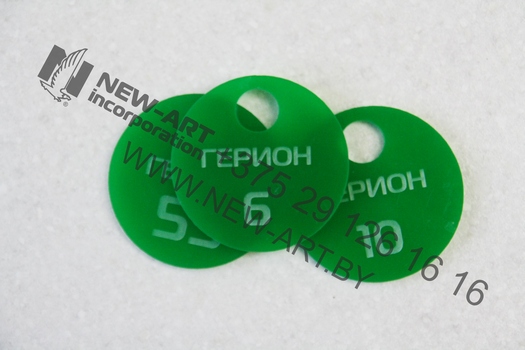 NEW-ART
incorporation
+375 29 126 16 16
WWW.NEW-ART.BY
ГЕРИОН
6
ЕРИОН
10